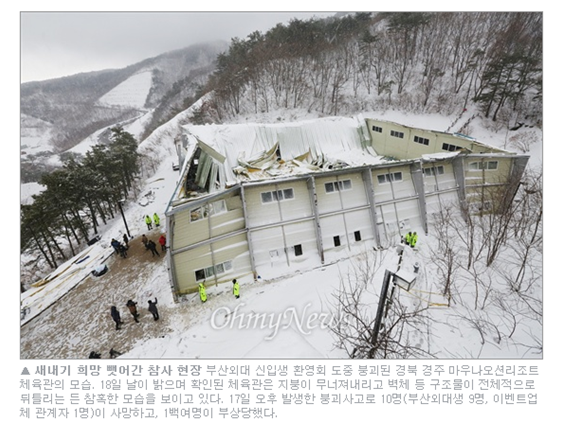 OhmyNews
▲ 새내기 희망 뺏어간 참사 현장 부산외대 신입생 환영회 도중 붕괴된 경북 경주 마우나오션리조트
체육관의 모습. 18일 날이 밝으며 확인된 체육관은 지붕이 무너져내리고 벽체 등 구조물이 전체적으로
뒤틀리는 든 참혹한 모습을 보이고 있다. 17일 오후 발생한 붕괴사고로 10명(부산외대생 9명, 이벤트업
체 관계자 1명)이 사망하고, 1백여명이 부상당했다.